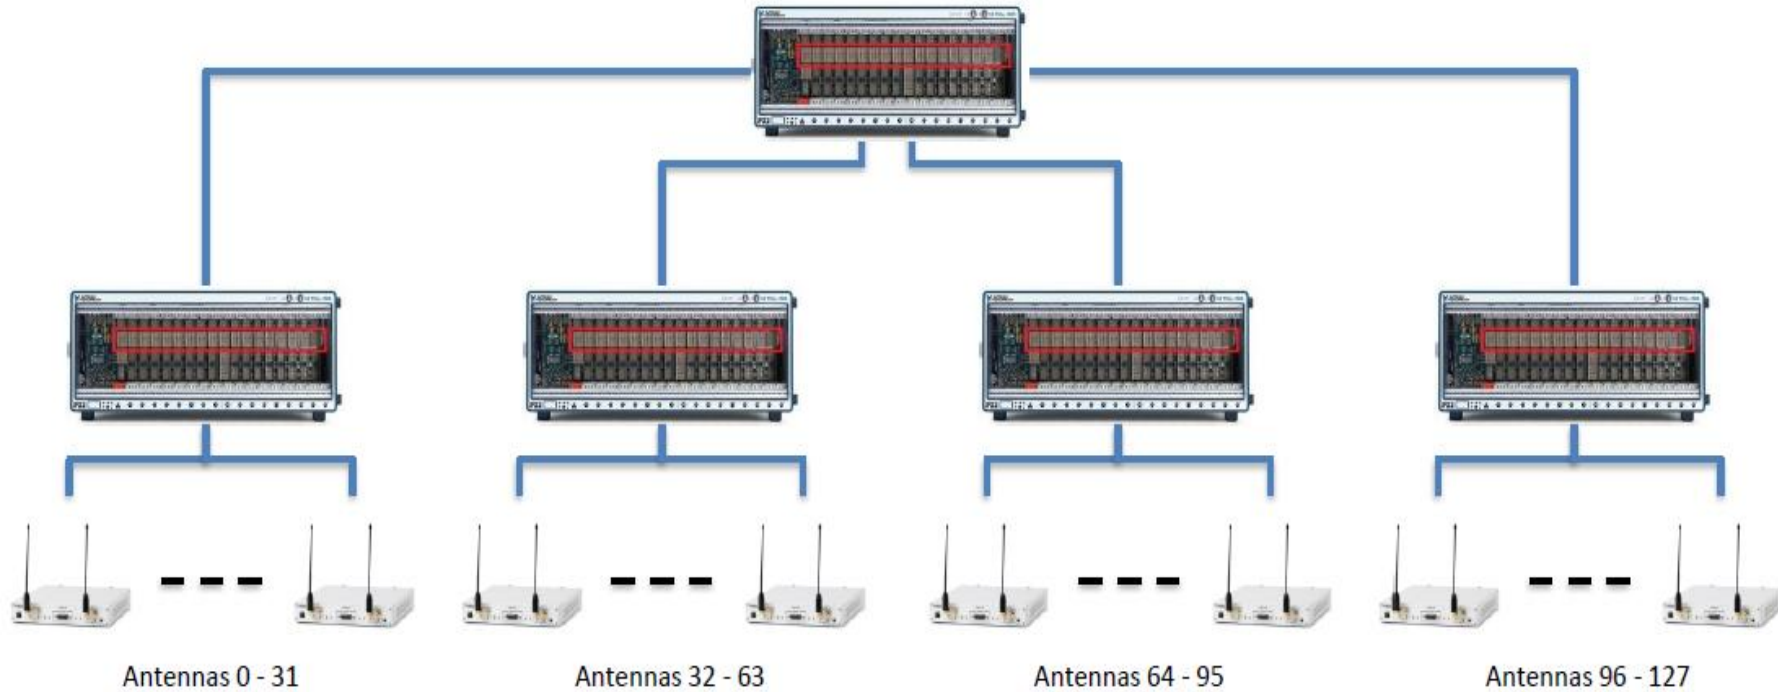 Antennas 0 - 31
Antennas 32 - 63
Antennas 64 - 95
Antennas 96 - 127